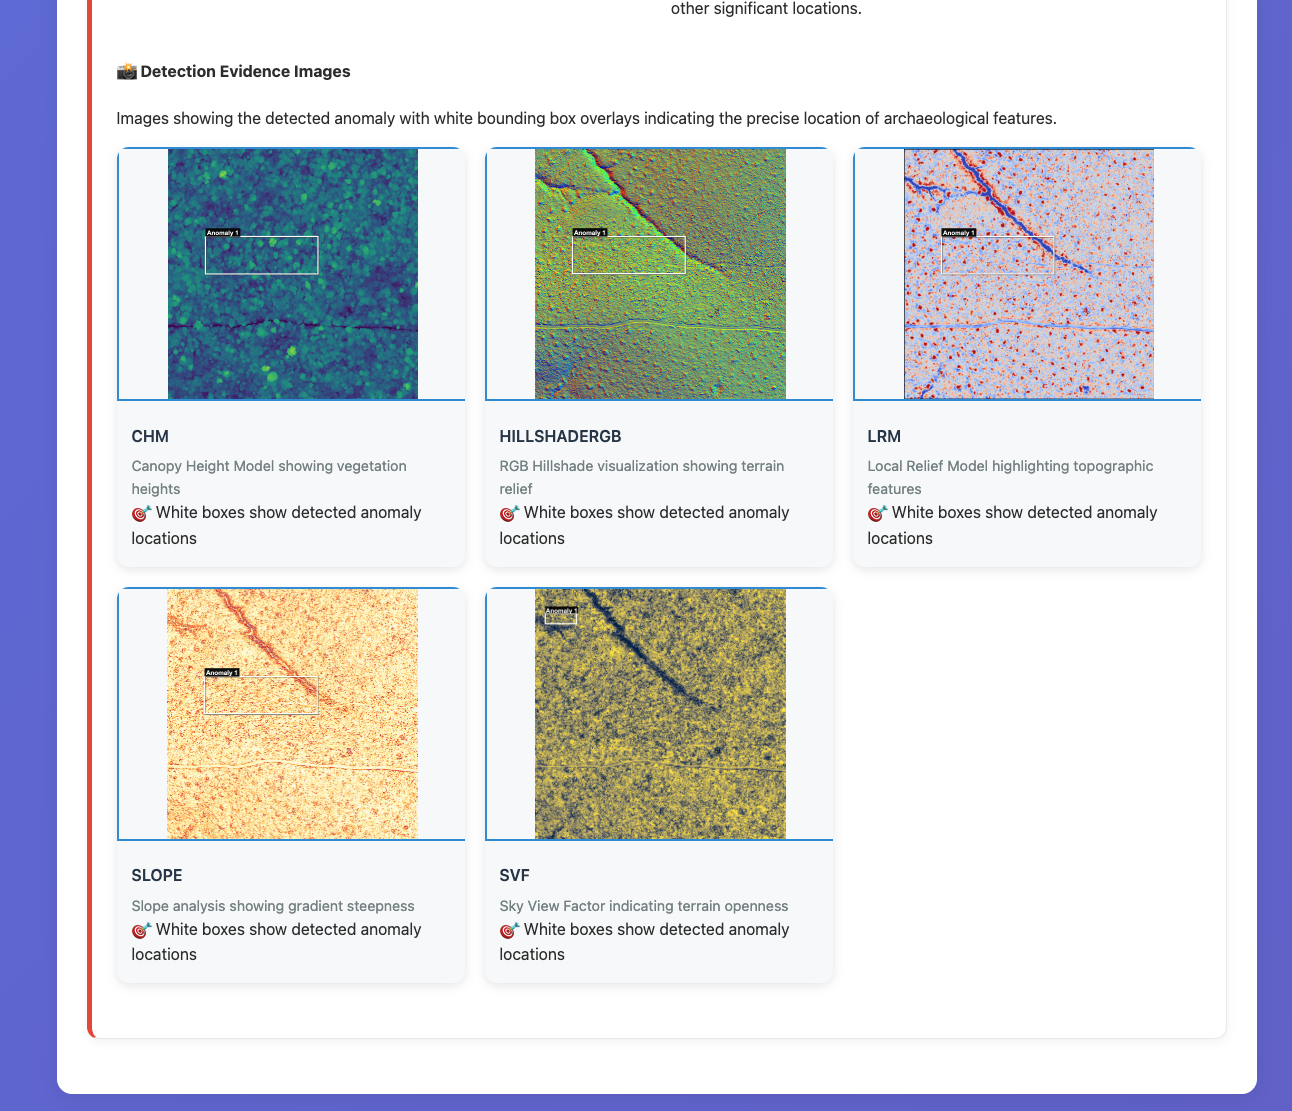 other significant locations.
📸 Detection Evidence Images
Images showing the detected anomaly with white bounding box overlays indicating the precise location of archaeological features.
Anomaly 1
Anomaly 1
Anomaly 1
CHM
Canopy Height Model showing vegetation
heights
🎯 White boxes show detected anomaly
locations
HILLSHADERGB
RGB Hillshade visualization showing terrain
relief
🎯 White boxes show detected anomaly
locations
LRM
Local Relief Model highlighting topographic
features
🎯 White boxes show detected anomaly
locations
Anomaly 1
Anomaly 1
SLOPE
Slope analysis showing gradient steepness
🎯 White boxes show detected anomaly
locations
SVF
Sky View Factor indicating terrain openness
🎯 White boxes show detected anomaly
locations